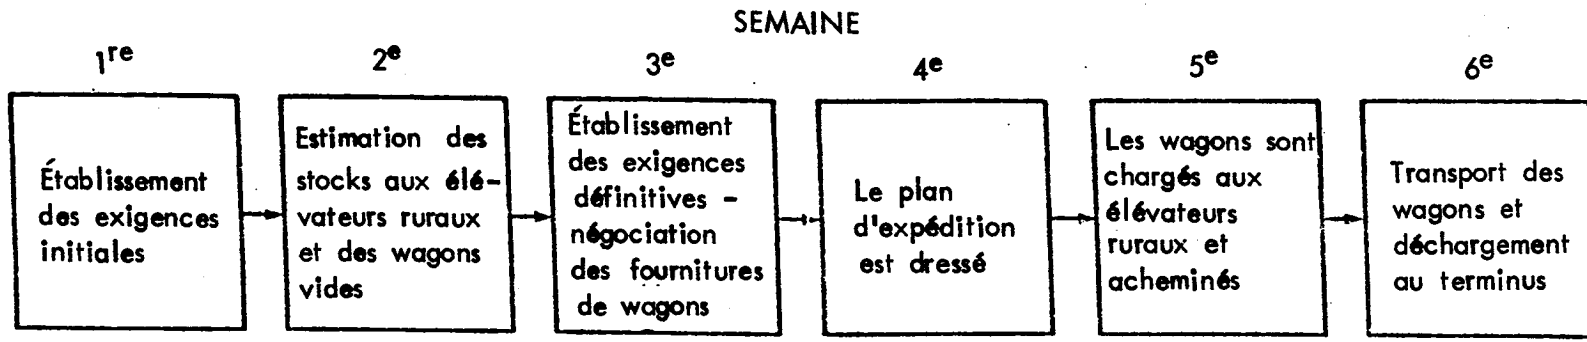 SEMAINE
1re
2e
3e
4e
5e
6e
Établissement
des exigences
initiales
Estimation des
stocks aux élé-
vateurs ruraux
et des wagons
vides
Établissement
des exigences
définitives -
négociation
des fournitures
de wagons
Le plan
d'expédition
est dressé
Les wagons sont
chargés aux
élévateurs
ruraux et
acheminés
Transport des
wagons et
déchargement
au terminus